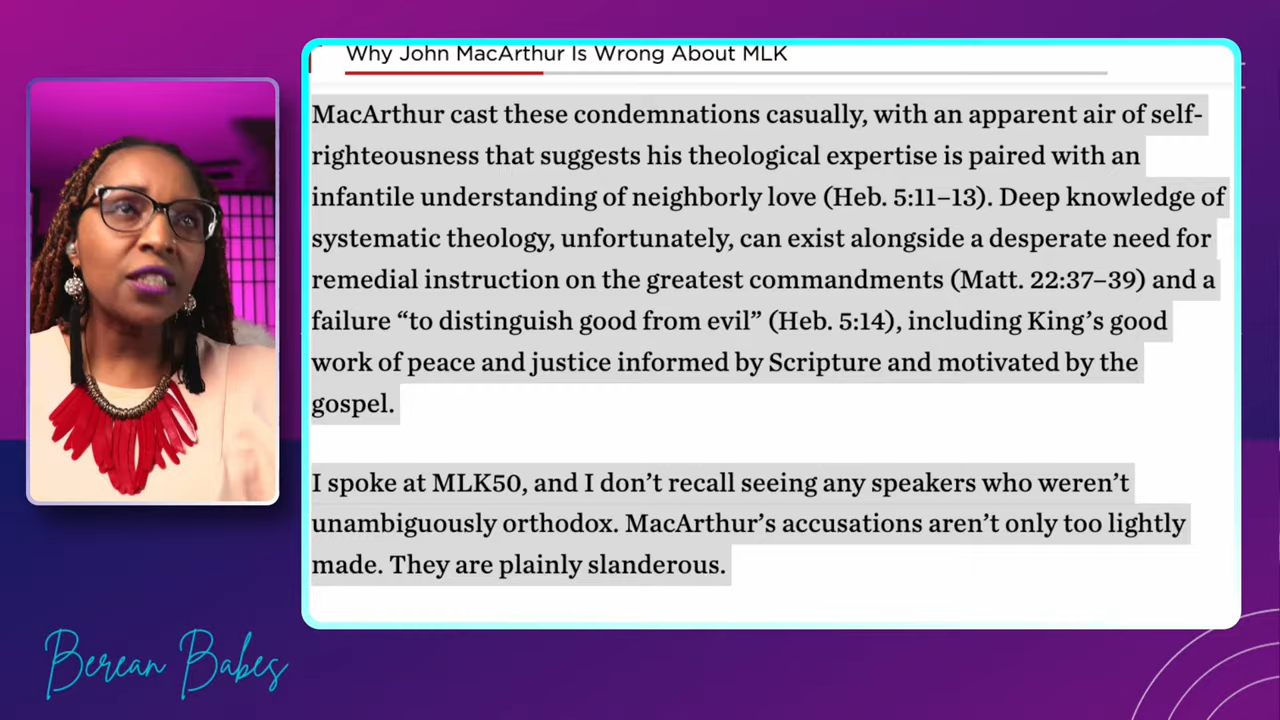 Why John MacArthur Is Wrong About MLK
MacArthur cast these condemnations casually, with an apparent air of self-
righteousness that suggests his theological expertise is paired with an
infantile understanding of neighborly love (Heb. 5:11–13). Deep knowledge of
systematic theology, unfortunately, can exist alongside a desperate need for
remedial instruction on the greatest commandments (Matt. 22:37–39) and a
failure “to distinguish good from evil” (Heb. 5:14), including King’s good
work of peace and justice informed by Scripture and motivated by the
gospel.
I spoke at MLK50, and I don’t recall seeing any speakers who weren’t
unambiguously orthodox. MacArthur’s accusations aren’t only too lightly
made. They are plainly slanderous.
Berean Babes